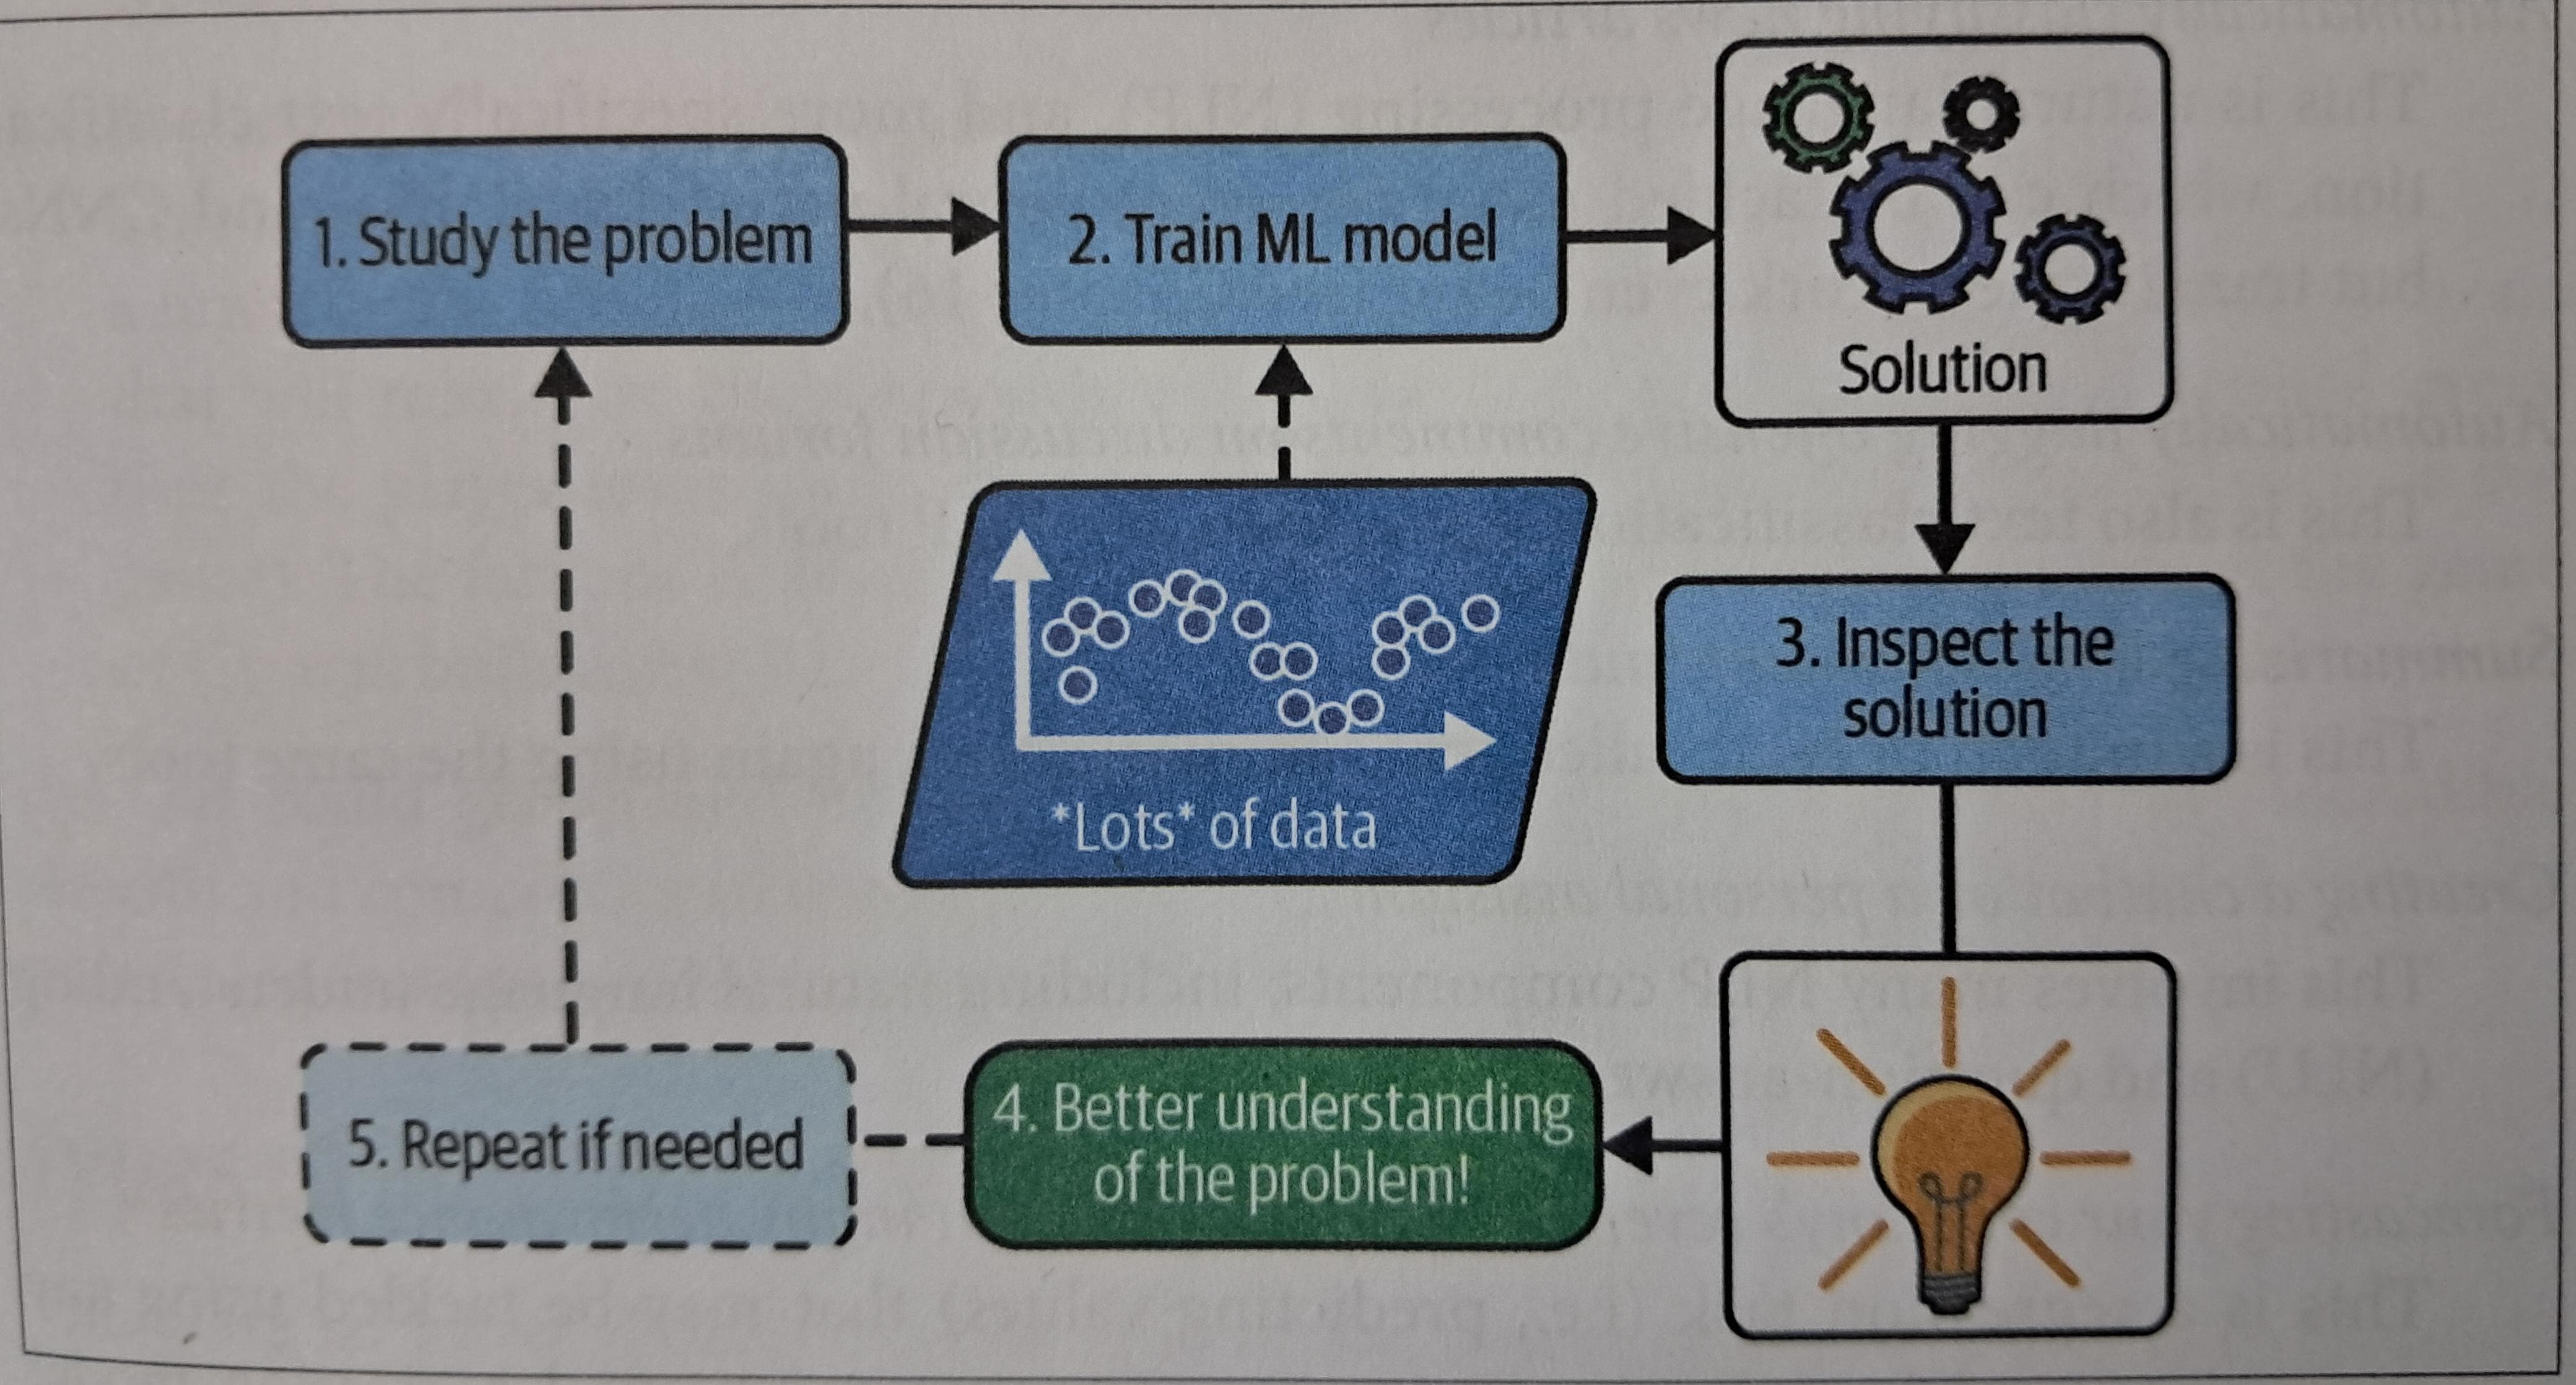 1. Study the problem
2. Train ML model
Solution
*Lots* of data
3. Inspect the
solution
4. Better understanding
of the problem!
5. Repeat if needed